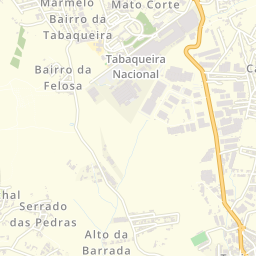 Marmelo
Mato Corte
Bairro da
Tabaqueira
Tabaqueira
Nacional
Bairro da
Felosa
Serrado
das Pedras
Alto da
Barrada